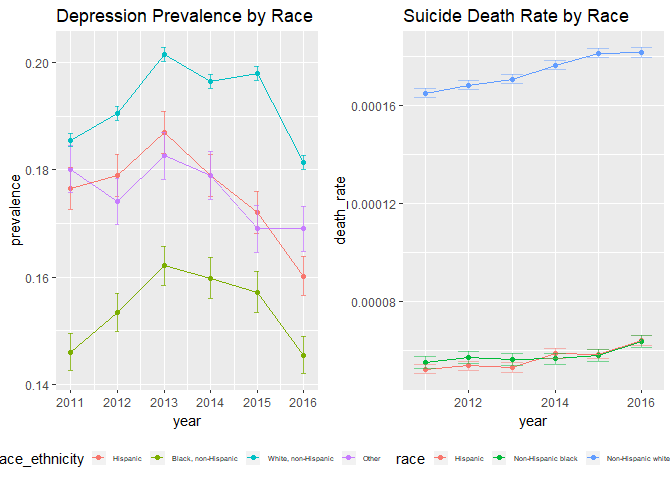 Depression Prevalence by Race
0.20
0.18
0.16
0.14
prevalence
2011 2012 2013 2014 2015 2016
year
ace_ethnicity Hispanic Black, non-Hispanic White, non-Hispanic Other
Suicide Death Rate by Race
0.00016
0.00012
0.00008
death_rate
2012 2014 2016
year
race Hispanic Non-Hispanic black Non-Hispanic white